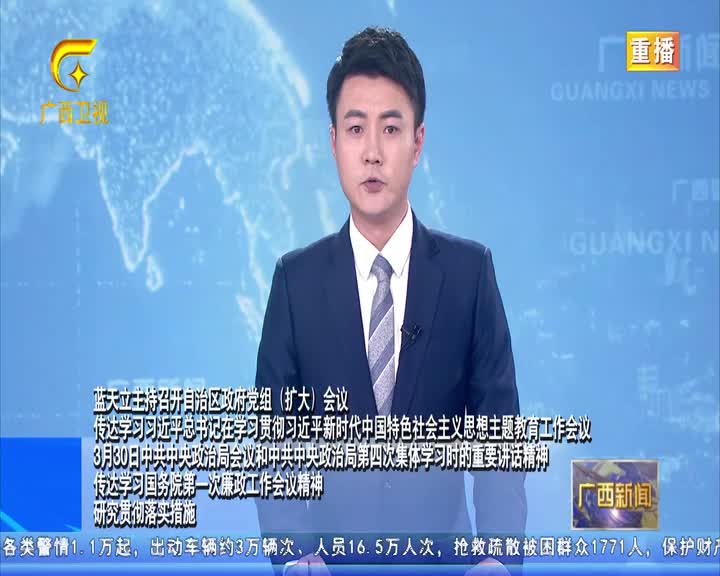 广西卫视
重播
广西新闻
GUANGXI NEWS
广西
GUANGXI NE
蓝天立主持召开自治区政府党组（扩大）会议
传达学习习近平总书记在学习贯彻习近平新时代中国特色社会主义思想主题教育工作会议
3月30日中共中央政治局会议和中共中央政治局第四次集体学习时的重要讲话精神
传达学习国务院第一次廉政工作会议精神
研究贯彻落实措施
广西新闻
各类警情1.1万起，出动车辆约3万辆次、人员16.5万人次，抢救疏散被困群众1771人，保护财产